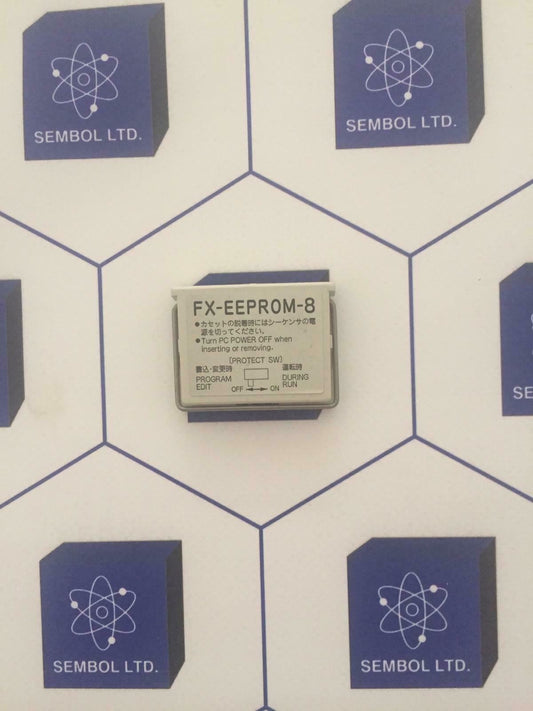 SEMBOL LTD.
SEMBOL LTD.
FX-EEPROM-8
●カセットの脱着時にはシーケンサの電
源を切ってください。
●Turn PC POWER OFF when
inserting or removing.
(PROTECT SW)
書込・変更時
運転時
PROGRAM
EDIT
DURING
RUN
OFF
ON
SE
SEMBOL LTD.
SEMBOL LTD.